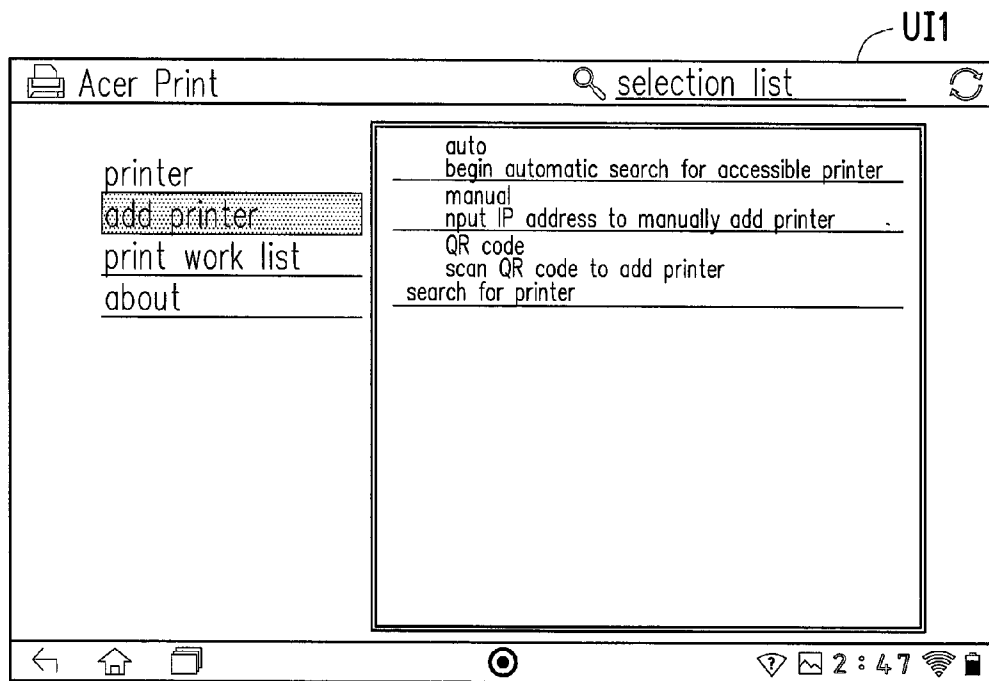 UI1
Acer Print
selection list
printer
add printer
print work list
about
auto
begin automatic search for accessible printer
manual
nput IP address to manually add printer
QR code
scan QR code to add printer
search for printer
2:47